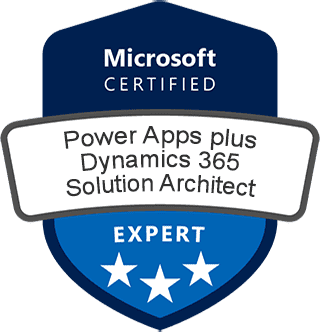 Microsoft
CERTIFIED
Power Apps plus
Dynamics 365
Solution Architect
EXPERT